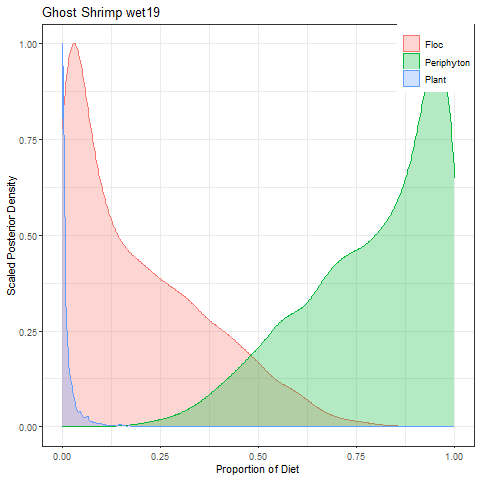 Ghost Shrimp wet19
Floc
Periphyton
Plant
1.00
0.75
0.50
0.25
0.00
Scaled Posterior Density
0.00 0.25 0.50 0.75 1.00
Proportion of Diet